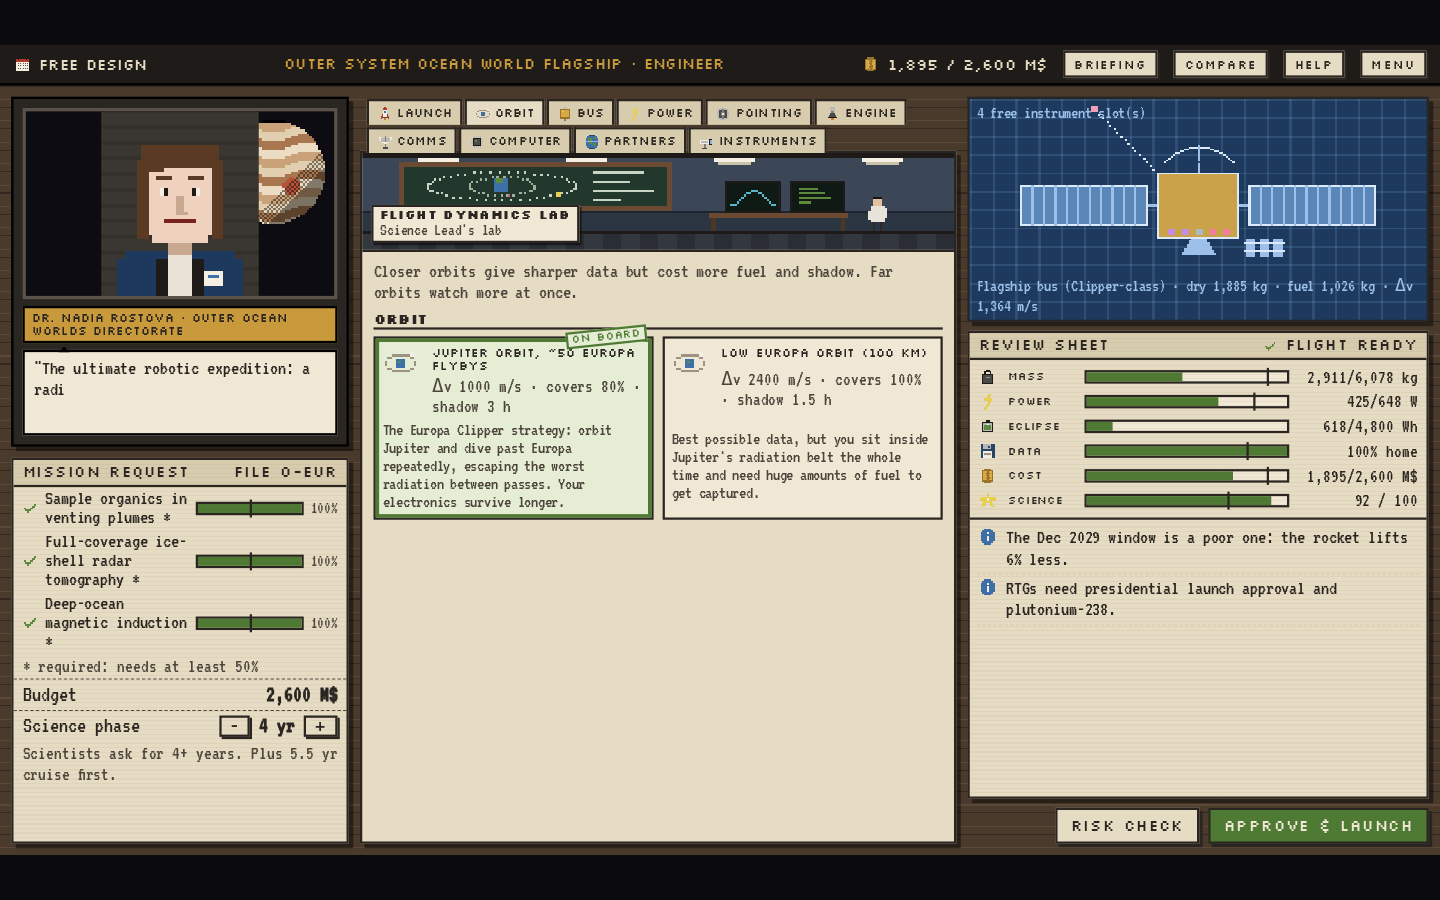 FREE DESIGN
OUTER SYSTEM OCEAN WORLD FLAGSHIP · ENGINEER
1,895 / 2,600 M$
BRIEFING
COMPARE
HELP
MENU
DR. NADIA ROSTOVA · OUTER OCEAN
WORLDS DIRECTORATE
"The ultimate robotic expedition: a
radi
MISSION REQUEST
FILE O-EUR
Sample organics in
venting plumes *
100%
Full-coverage ice-
shell radar
tomography *
100%
Deep-ocean
magnetic induction
*
100%
* required: needs at least 50%
Budget
2,600 M$
Science phase
- 4 yr +
Scientists ask for 4+ years. Plus 5.5 yr
cruise first.
LAUNCH
ORBIT
BUS
POWER
POINTING
ENGINE
COMMS
COMPUTER
PARTNERS
INSTRUMENTS
FLIGHT DYNAMICS LAB
Science Lead's lab
Closer orbits give sharper data but cost more fuel and shadow. Far
orbits watch more at once.
ORBIT
ON BOARD
JUPITER ORBIT, ~50 EUROPA
FLYBYS
Δv 1000 m/s · covers 80% ·
shadow 3 h
The Europa Clipper strategy: orbit
Jupiter and dive past Europa
repeatedly, escaping the worst
radiation between passes. Your
electronics survive longer.
LOW EUROPA ORBIT (100 KM)
Δv 2400 m/s · covers 100%
· shadow 1.5 h
Best possible data, but you sit inside
Jupiter's radiation belt the whole
time and need huge amounts of fuel to
get captured.
4 free instrument slot(s)
Flagship bus (Clipper-class) · dry 1,885 kg · fuel 1,026 kg · Δv
1,364 m/s
REVIEW SHEET
FLIGHT READY
MASS
2,911/6,078 kg
POWER
425/648 W
ECLIPSE
618/4,800 Wh
DATA
100% home
COST
1,895/2,600 M$
SCIENCE
92 / 100
The Dec 2029 window is a poor one: the rocket lifts
6% less.
RTGs need presidential launch approval and
plutonium-238.
RISK CHECK
APPROVE & LAUNCH